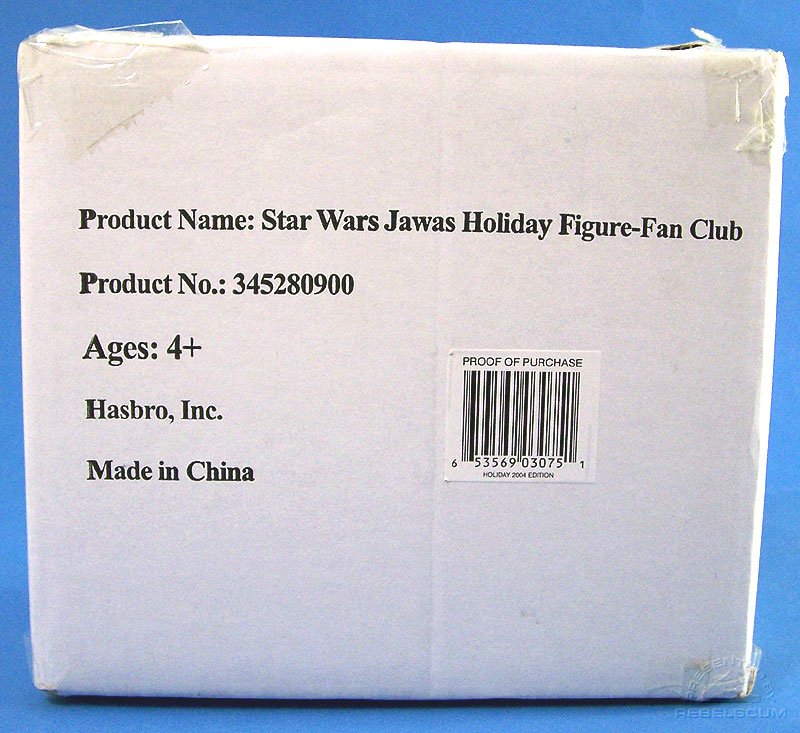 Product Name: Star Wars Jawas Holiday Figure-Fan Club
Product No.: 345280900
Ages: 4+
PROOF OF PURCHASE
Hasbro, Inc.
6 53569 03075 1
HOLIDAY 2004 EDITION
Made in China
REBELSCUM